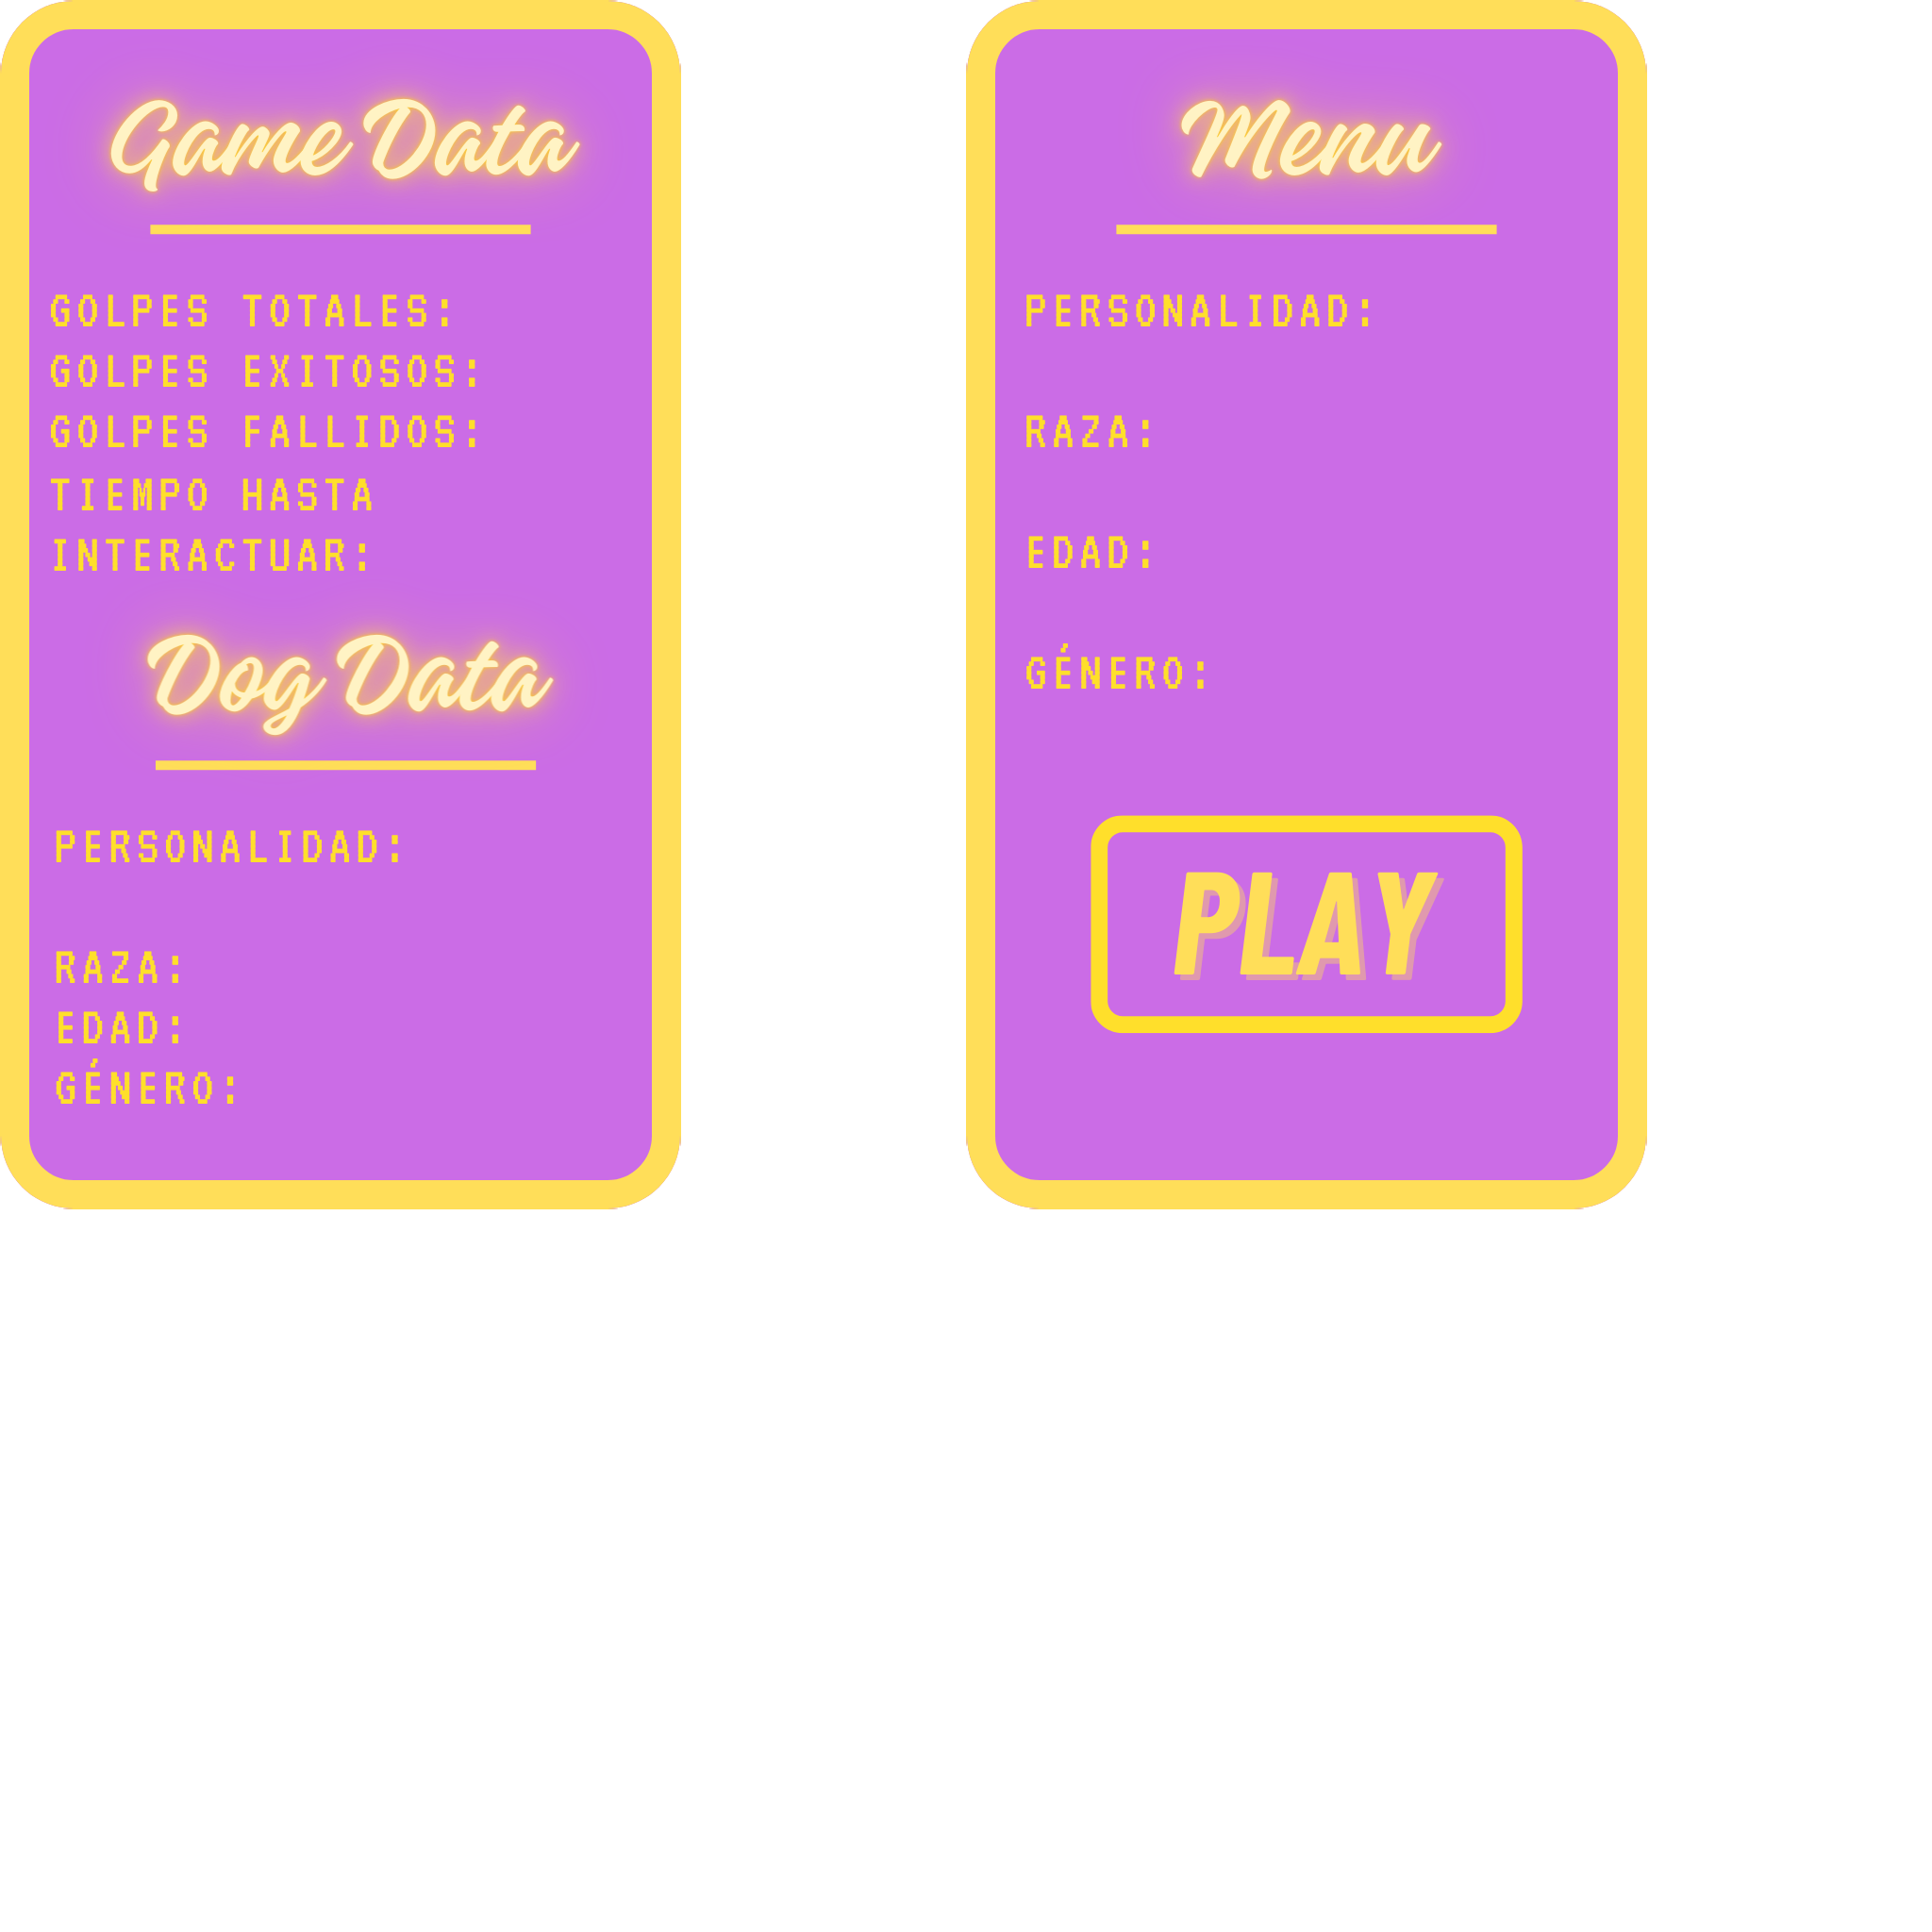 Game Data
GOLPES TOTALES:
GOLPES EXITOSOS:
GOLPES FALLIDOS:
TIEMPO HASTA
INTERACTUAR:
Dog Data
PERSONALIDAD:
RAZA:
EDAD:
GÉNERO:
Menu
PERSONALIDAD:
RAZA:
EDAD:
GÉNERO:
PLAY